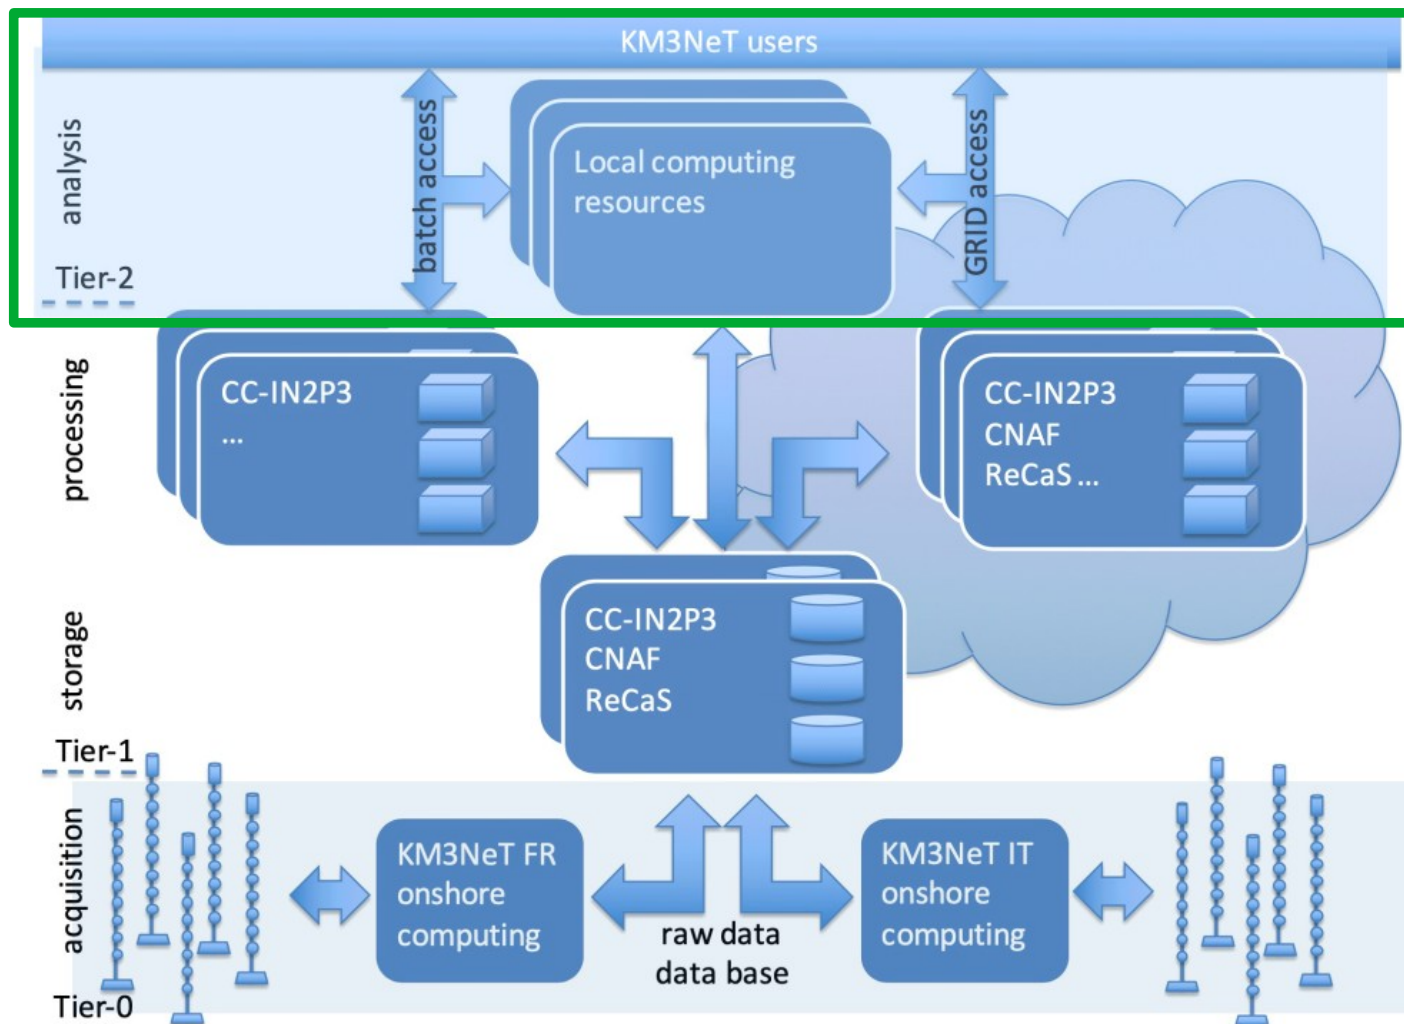 KM3NeT users
analysis
batch access
Local computing
resources
GRID access
Tier-2
processing
CC-IN2P3
...
CC-IN2P3
CNAF
ReCaS ...
storage
CC-IN2P3
CNAF
ReCaS
Tier-1
acquisition
KM3NeT FR
onshore
computing
raw data
data base
KM3NeT IT
onshore
computing
Tier-0